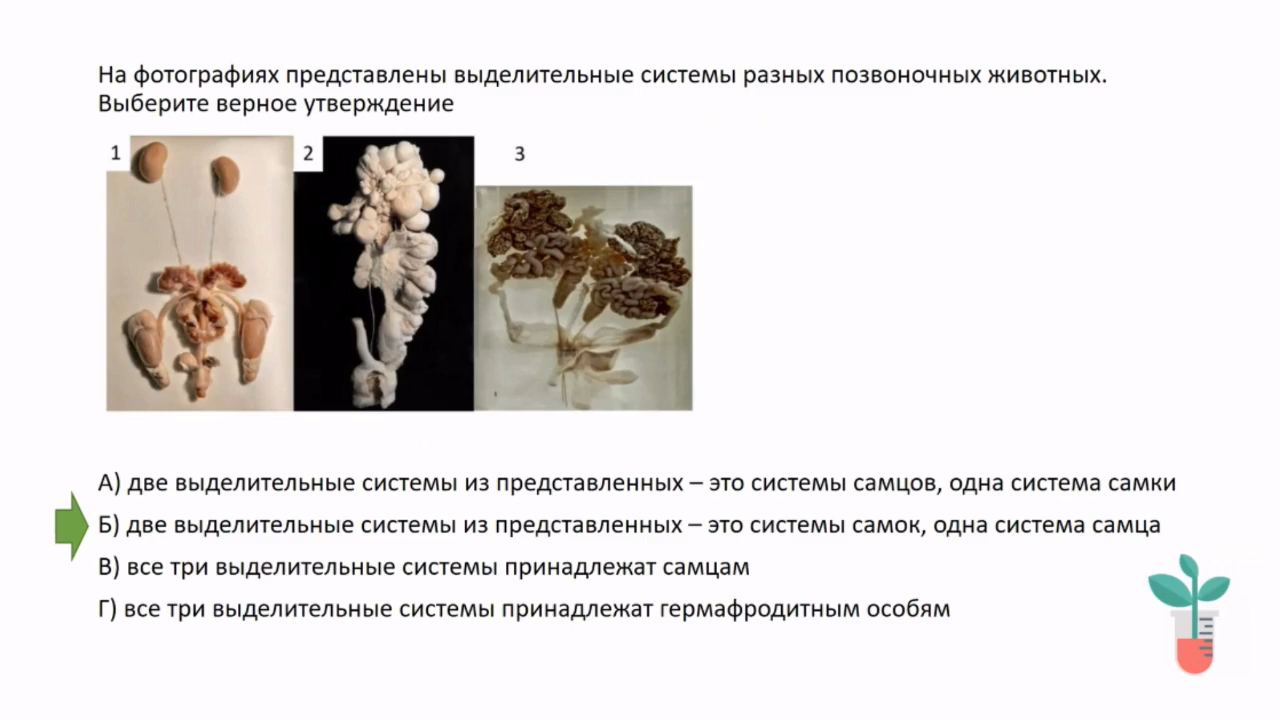 На фотографиях представлены выделительные системы разных позвоночных животных.
Выберите верное утверждение
1
2
3
А) две выделительные системы из представленных – это системы самцов, одна система самки
Б) две выделительные системы из представленных – это системы самок, одна система самца
В) все три выделительные системы принадлежат самцам
Г) все три выделительные системы принадлежат гермафродитным особям